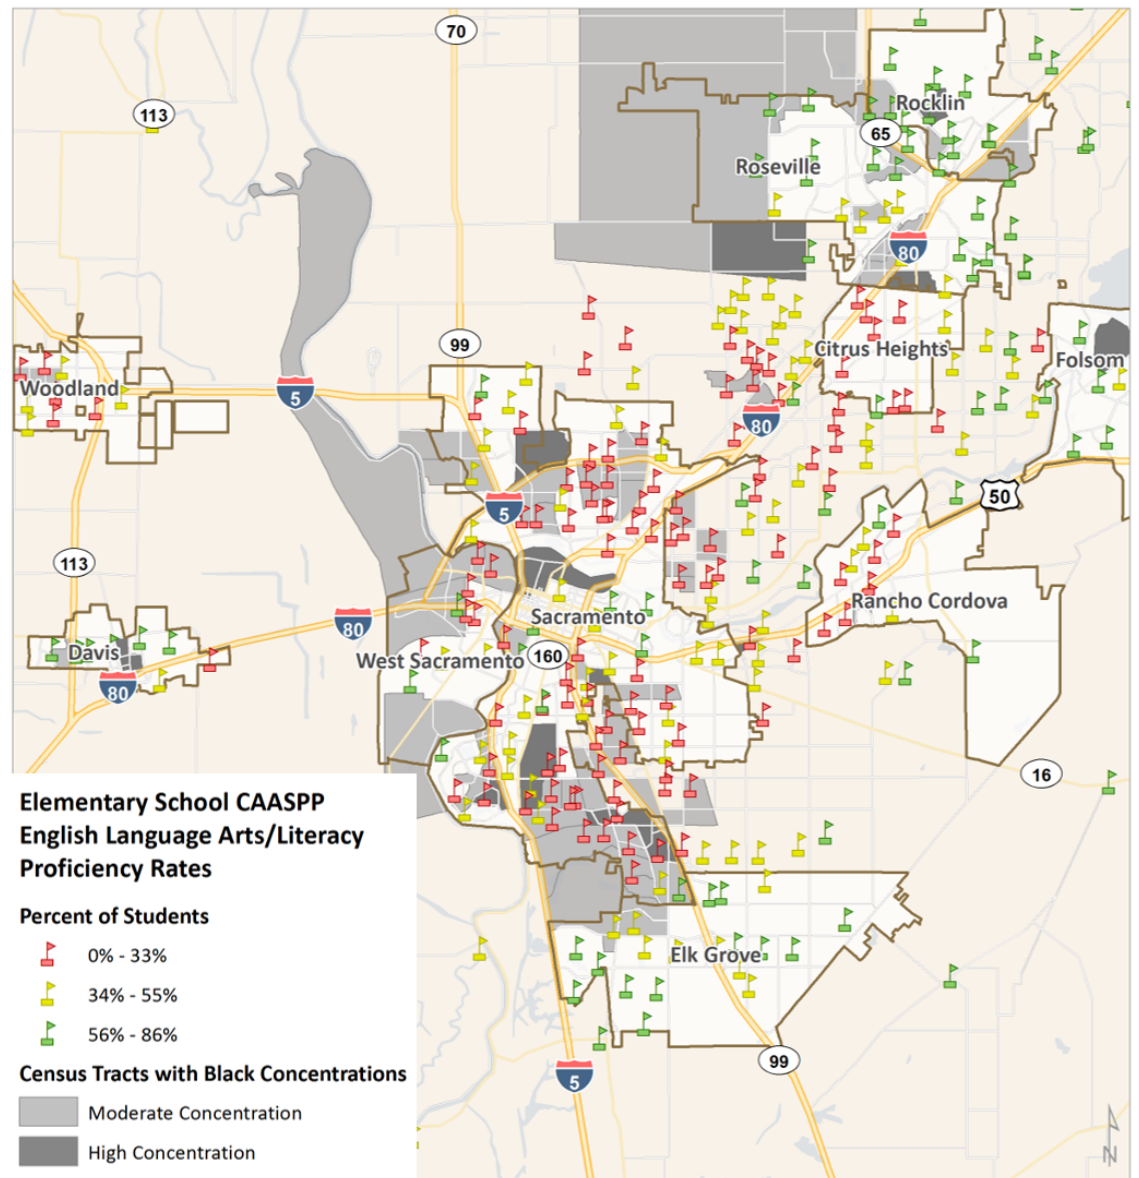 70
113
Rocklin
65
Roseville
80
99
Citrus Heights
Folsom
Woodland
5
80
50
5
113
Rancho Cordova
Sacramento
80
Davis
West Sacramento
160
80
16
Elementary School CAASPP
English Language Arts/Literacy
Proficiency Rates
Percent of Students
0% - 33%
34% - 55%
56% - 86%
Elk Grove
99
5
Census Tracts with Black Concentrations
Moderate Concentration
High Concentration
N